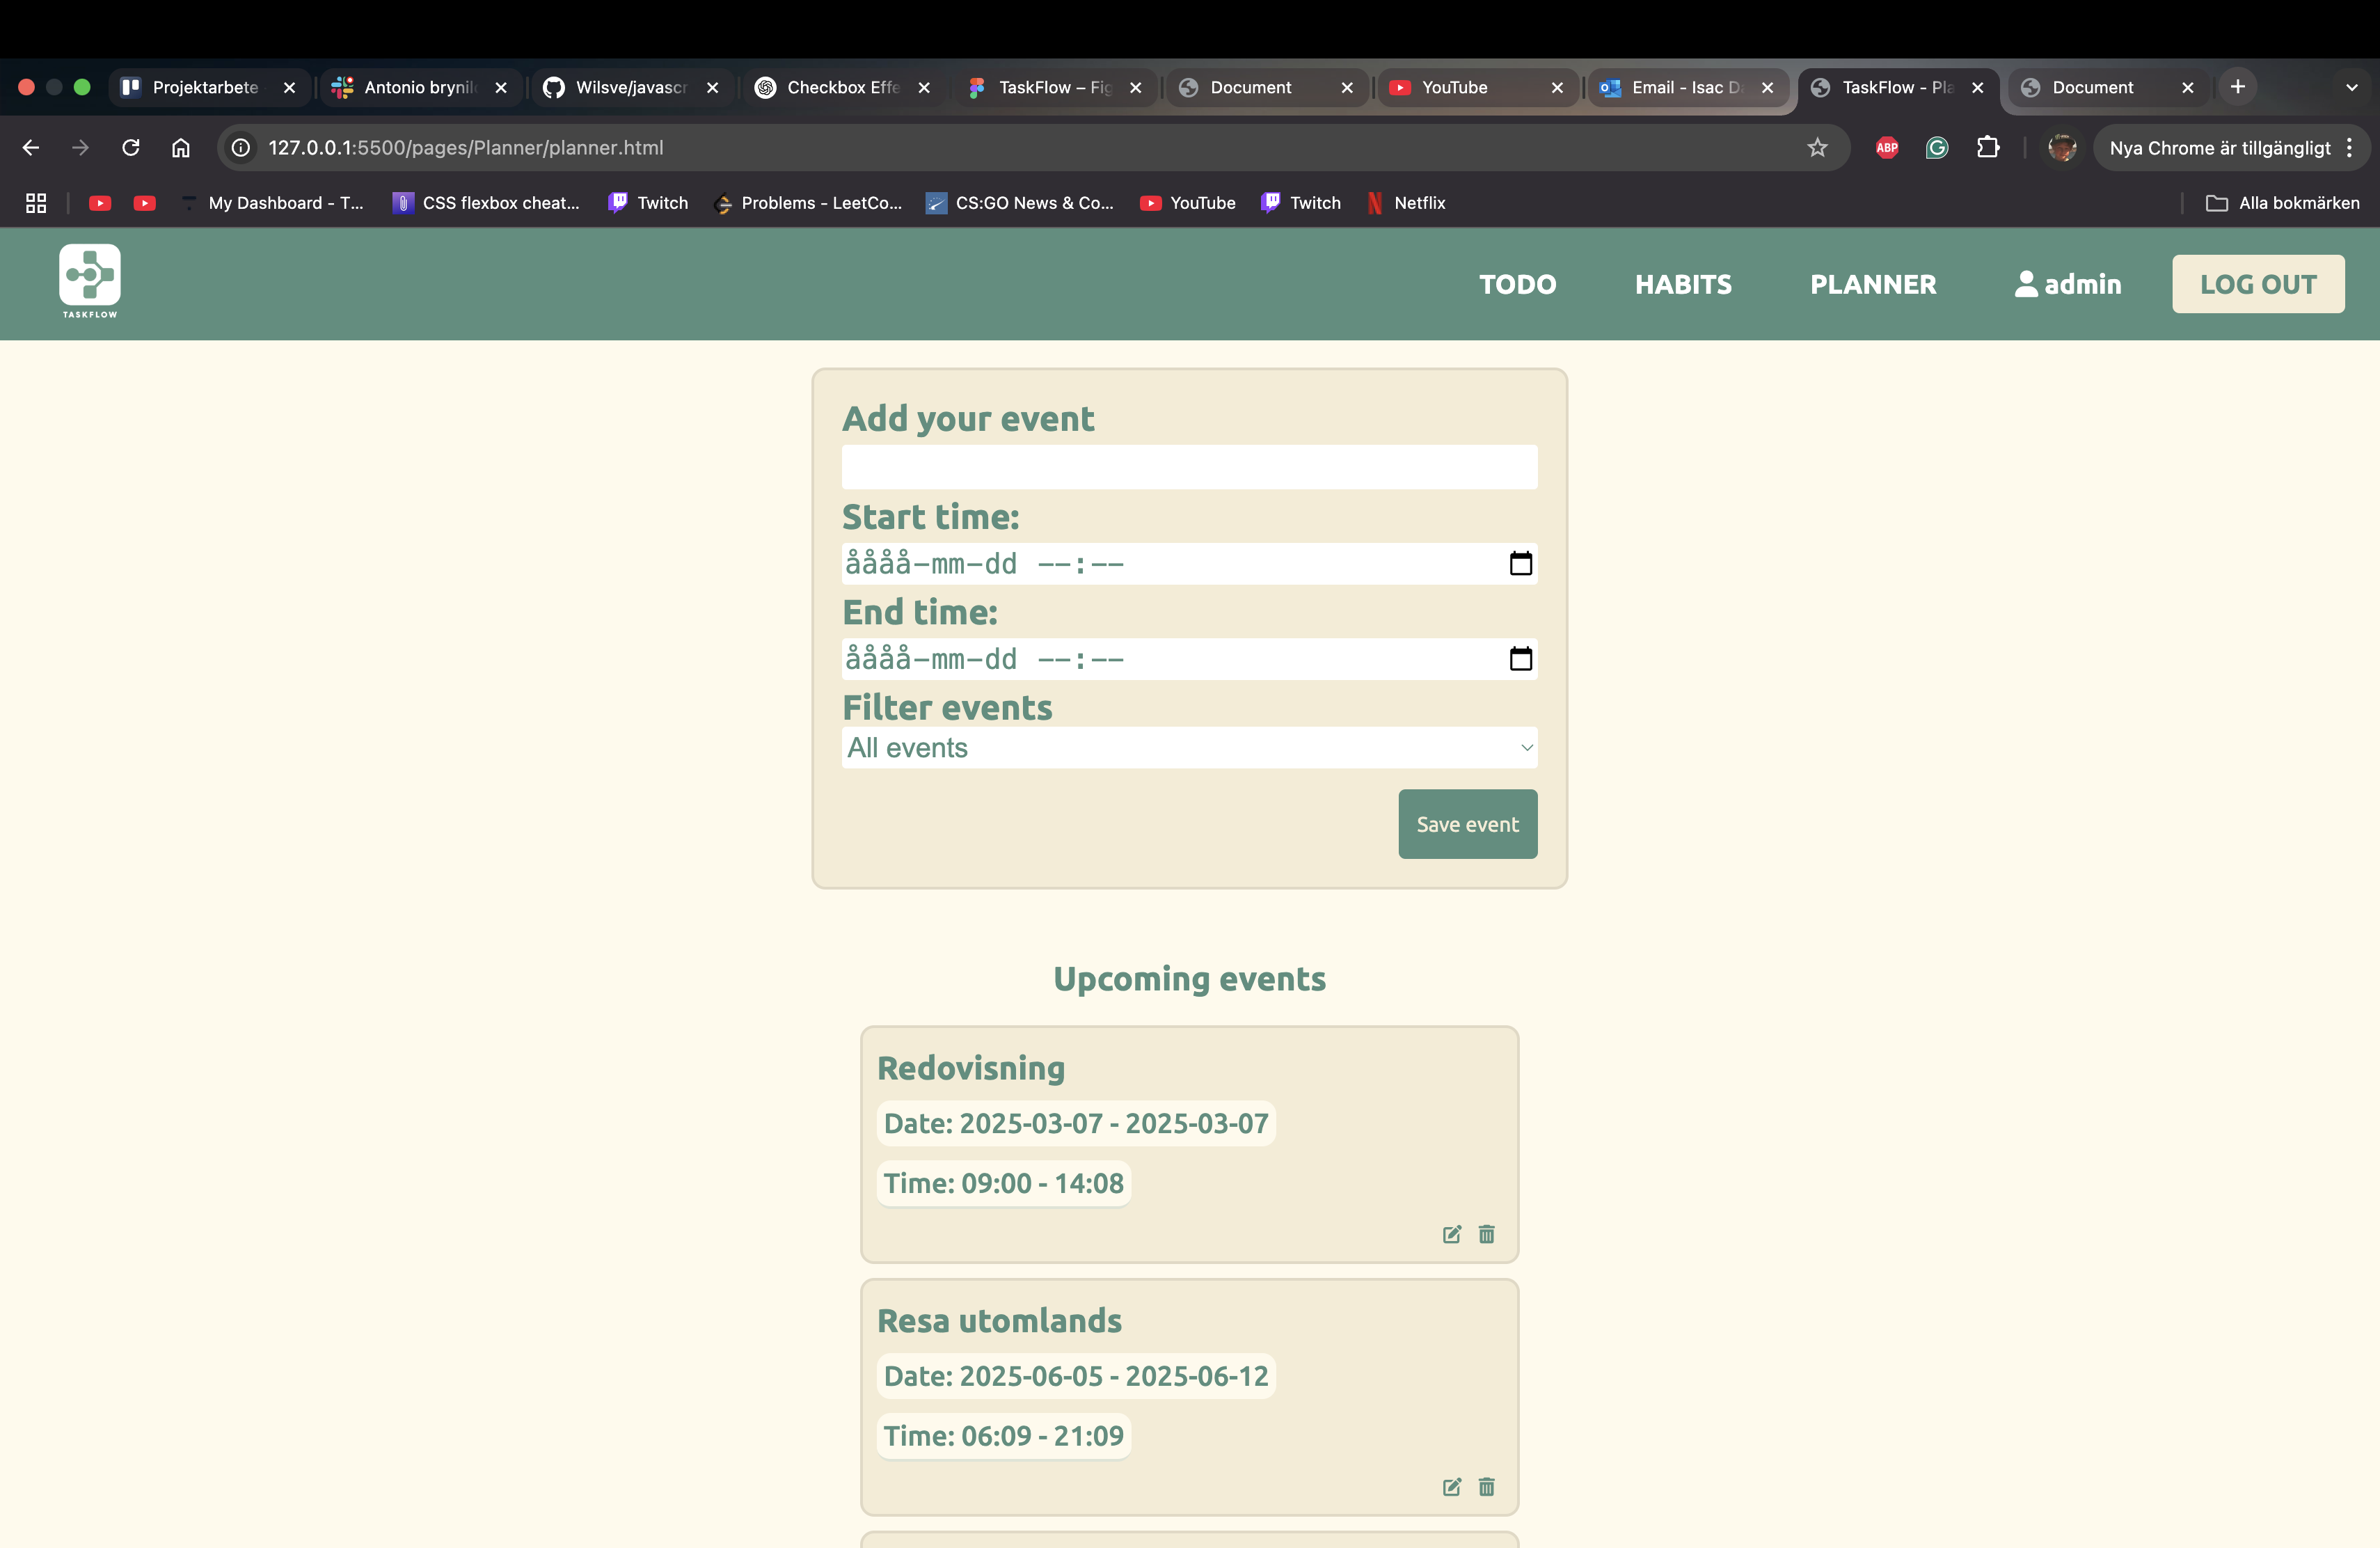 Projektarbete
Antonio brynil
Wilsve/javascr
Checkbox Effe
TaskFlow – Fig
Document
YouTube
Email - Isac D
TaskFlow - Pla
Document
127.0.0.1:5500/pages/Planner/planner.html
ABP
Nya Chrome är tillgängligt
My Dashboard - T...
CSS flexbox cheat...
Twitch
Problems - LeetCo...
CS:GO News & Co...
YouTube
Twitch
Netflix
Alla bokmärken
TASKFLOW
TODO
HABITS
PLANNER
admin
LOG OUT
Add your event
Start time:
åååå-mm-dd --:--
End time:
åååå-mm-dd --:--
Filter events
All events
Save event
Upcoming events
Redovisning
Date: 2025-03-07 - 2025-03-07
Time: 09:00 - 14:08
Resa utomlands
Date: 2025-06-05 - 2025-06-12
Time: 06:09 - 21:09